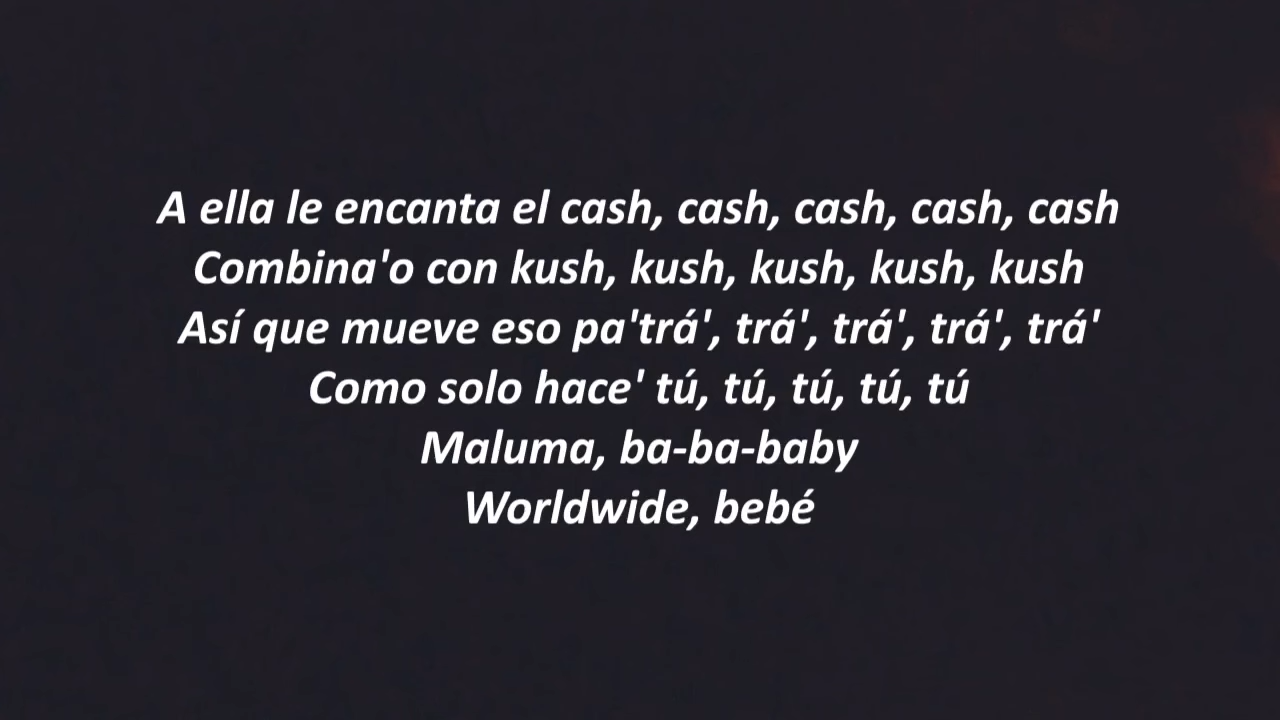 A ella le encanta el cash, cash, cash, cash, cash
Combina'o con kush, kush, kush, kush, kush
Así que mueve eso pa'trá', trá', trá', trá', trá'
Como solo hace' tú, tú, tú, tú, tú
Maluma, ba-ba-baby
Worldwide, bebé